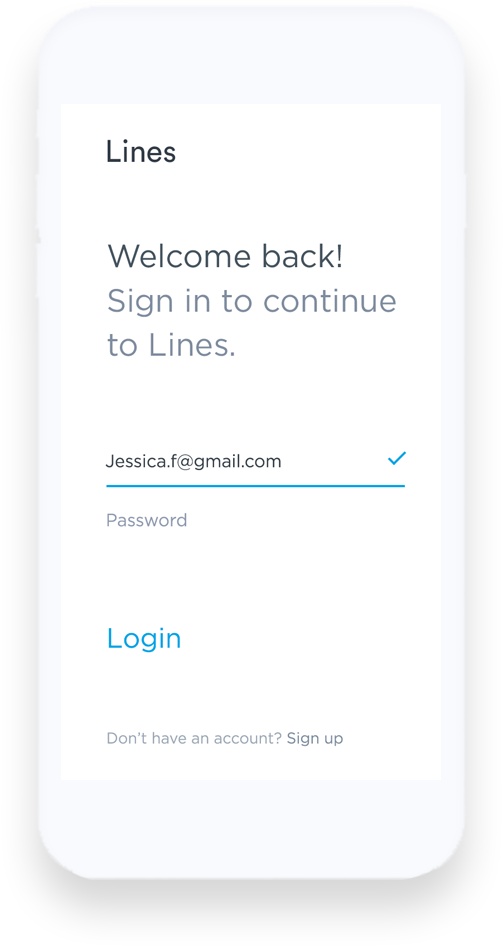 Lines
Welcome back!
Sign in to continue
to Lines.
Jessica.f@gmail.com
Password
Login
Don't have an account? Sign up